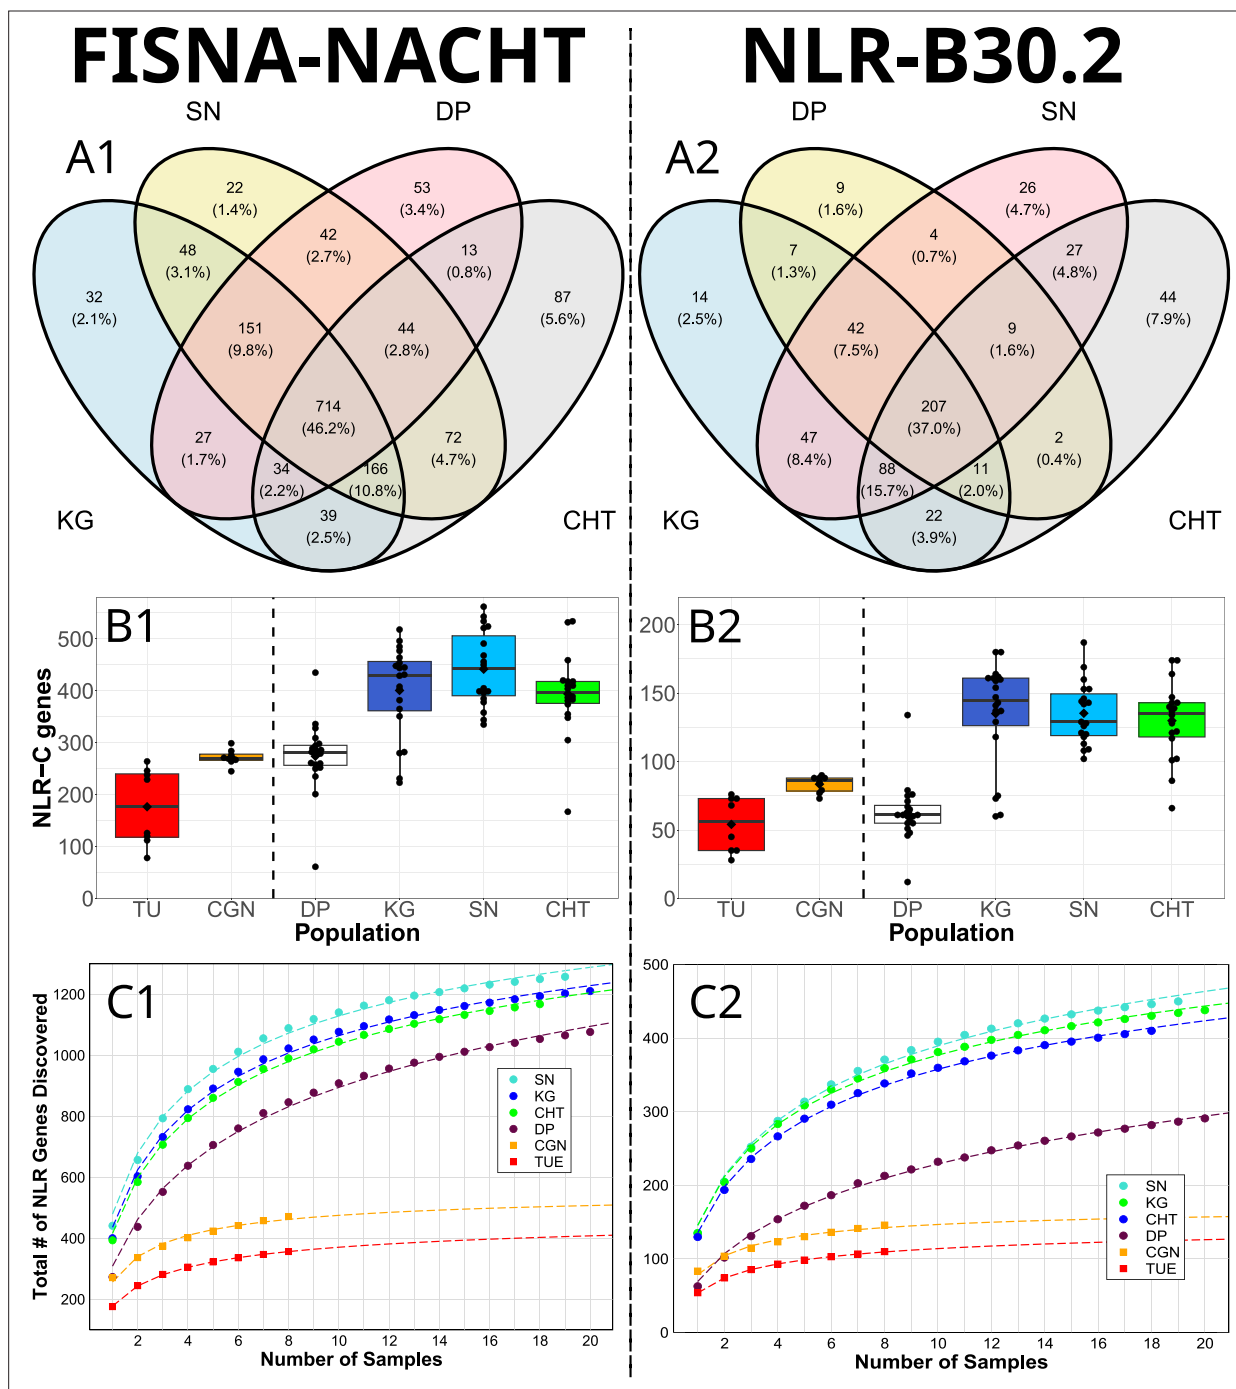 FISNA-NACHT
NLR-B30.2
SN
DP
A1
22
(1.4%)
53
(3.4%)
48
(3.1%)
42
(2.7%)
13
(0.8%)
32
(2.1%)
87
(5.6%)
151
(9.8%)
44
(2.8%)
714
(46.2%)
27
(1.7%)
72
(4.7%)
34
(2.2%)
166
(10.8%)
39
(2.5%)
KG
CHT
DP
SN
A2
9
(1.6%)
26
(4.7%)
7
(1.3%)
4
(0.7%)
27
(4.8%)
14
(2.5%)
44
(7.9%)
42
(7.5%)
9
(1.6%)
207
(37.0%)
47
(8.4%)
2
(0.4%)
88
(15.7%)
11
(2.0%)
22
(3.9%)
KG
CHT
B1
NLR−C genes
500
400
300
200
100
0
TU CGN DP KG SN CHT
Population
B2
200
150
100
50
0
TU CGN DP KG SN CHT
Population
C1
Total # of NLR Genes Discovered
1200
1000
800
600
400
200
SN
KG
CHT
DP
CGN
TUE
2 4 6 8 10 12 14 16 18 20
Number of Samples
C2
500
400
300
200
100
0
SN
KG
CHT
DP
CGN
TUE
2 4 6 8 10 12 14 16 18 20
Number of Samples